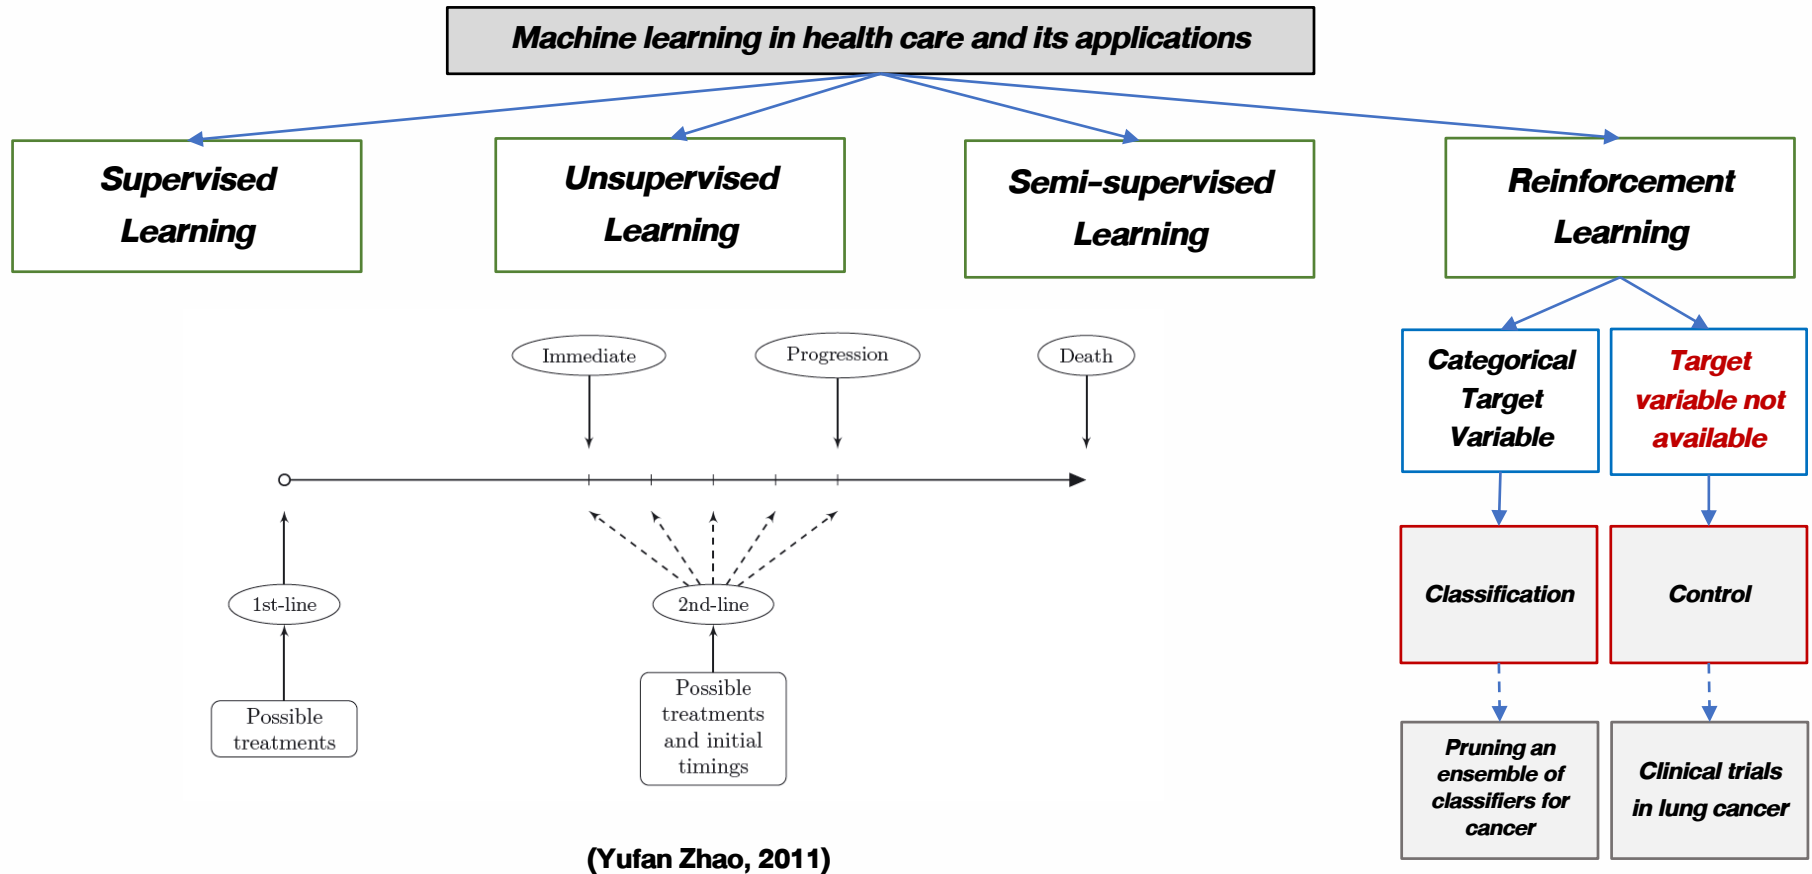 Machine learning in health care and its applications
Supervised
Learning
Unsupervised
Learning
Semi-supervised
Learning
Reinforcement
Learning
Immediate
Progression
Death
1st-line
2nd-line
Possible
treatments
Possible
treatments
and initial
timings
(Yufan Zhao, 2011)
Categorical
Target
Variable
Target
variable not
available
Classification
Control
Pruning an
ensemble of
classifiers for
cancer
Clinical trials
in lung cancer